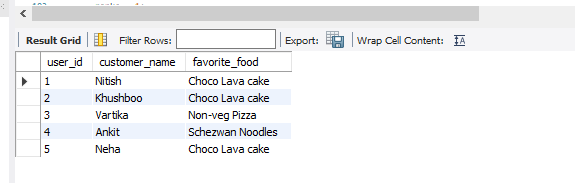 Result Grid Filter Rows: Export: Wrap Cell Content:
user_id customer_name favorite_food
1 Nitish Choco Lava cake
2 Khushboo Choco Lava cake
3 Vartika Non-veg Pizza
4 Ankit Schezwan Noodles
5 Neha Choco Lava cake